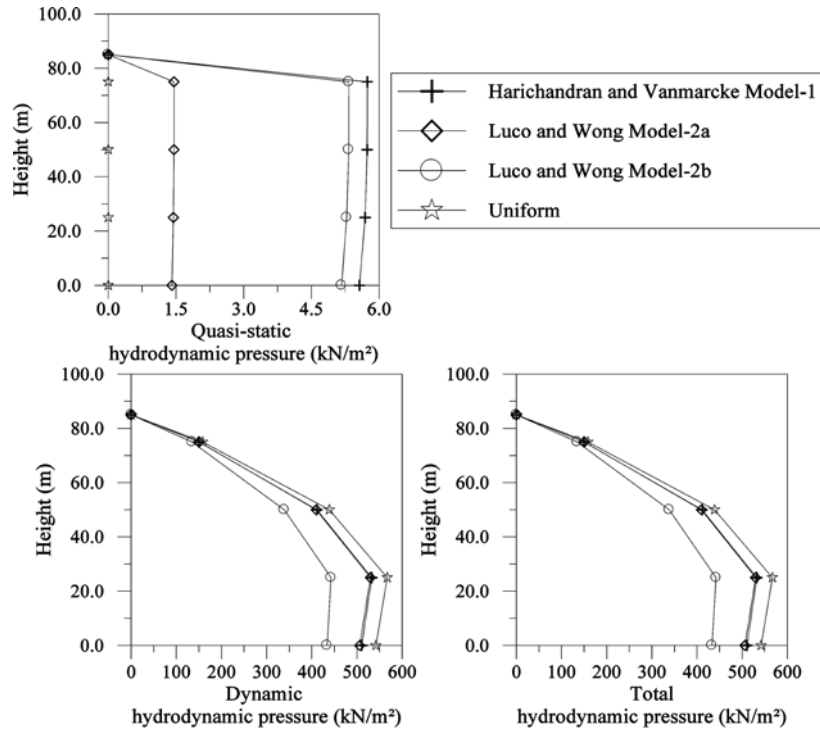 100.0
80.0
60.0
40.0
20.0
0.0
Height (m)
0.0 1.5 3.0 4.5 6.0
Quasi-static
hydrodynamic pressure (kN/m²)
Harichandran and Vanmarcke Model-1
Luco and Wong Model-2a
Luco and Wong Model-2b
Uniform
100.0
80.0
60.0
40.0
20.0
0.0
Height (m)
0 100 200 300 400 500 600
Dynamic
hydrodynamic pressure (kN/m²)
100.0
80.0
60.0
40.0
20.0
0.0
Height (m)
0 100 200 300 400 500 600
Total
hydrodynamic pressure (kN/m²)